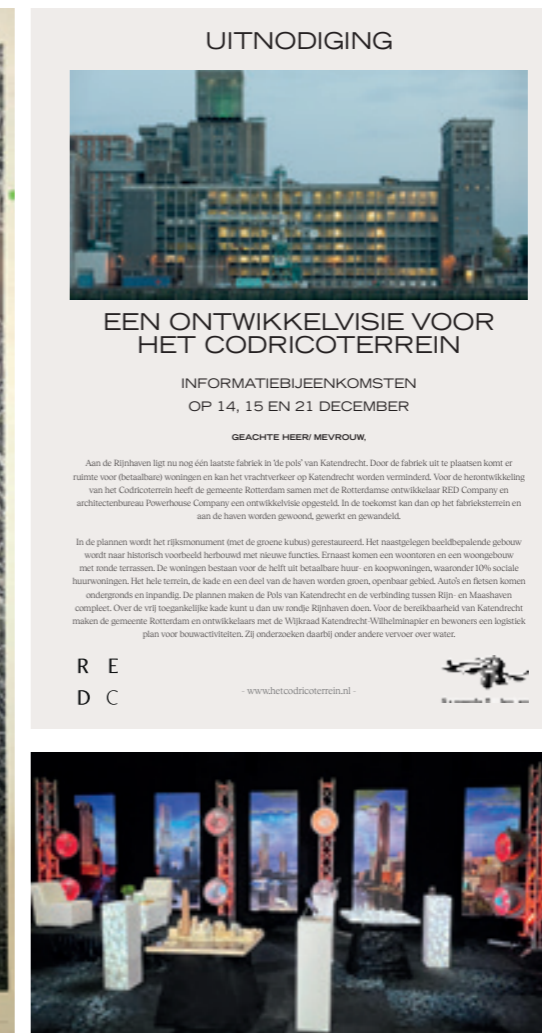 UITNODIGING
EEN ONTWIKKELVISIE VOOR
HET CODRICOTERREIN
INFORMATIEBIJEENKOMSTEN
OP 14, 15 EN 21 DECEMBER
GEACHTE HEER/ MEVROUW,
Aan de Rijnhaven ligt nu nog één laatste fabriek in 'de pols' van Katendrecht. Door de fabriek uit te plaatsen komt er
ruimte voor (betaalbare) woningen en kan het vrachtverkeer op Katendrecht worden verminderd. Voor de herontwikkeling
van het Codricoterrein heeft de gemeente Rotterdam samen met de Rotterdamse ontwikkelaar RED Company en
architectenbureau Powerhouse Company een ontwikkelvisie opgesteld. In de toekomst kan dan op het fabrieksterrein en
aan de haven worden gewoond, gewerkt en gewandeld.
In de plannen wordt het rijksmonument (met de groene kubus) gerestaureerd. Het naastgelegen beeldbepalende gebouw
wordt naar historisch voorbeeld herbouwd met nieuwe functies. Ernaast komen een woontoren en een woongebouw
met ronde terrassen. De woningen bestaan voor de helft uit betaalbare huur- en koopwoningen, waaronder 10% sociale
huurwoningen. Het hele terrein, de kade en een deel van de haven worden groen, openbaar gebied. Auto's en fietsen komen
ondergronds en inpandig. De plannen maken de Pols van Katendrecht en de verbinding tussen Rijn- en Maashaven
compleet. Over de vrij toegankelijke kade kunt u dan uw rondje Rijnhaven doen. Voor de bereikbaarheid van Katendrecht
maken de gemeente Rotterdam en ontwikkelaars met de Wijkraad Katendrecht-Wilhelminapier en bewoners een logistiek
plan voor bouwactiviteiten. Zij onderzoeken daarbij onder andere vervoer over water.
R E
D C
- www.hetcodricoterrein.nl -